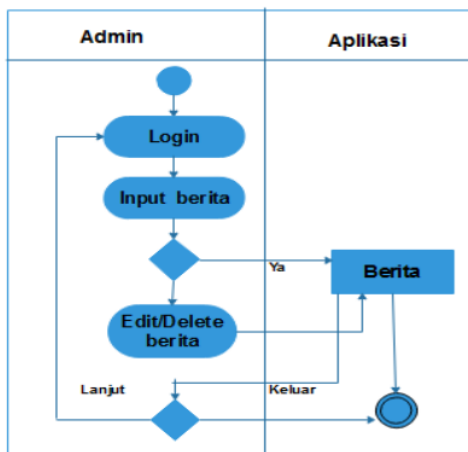 Admin
Aplikasi
Login
Input berita
Ya
Berita
Edit/Delete
berita
Lanjut
Keluar